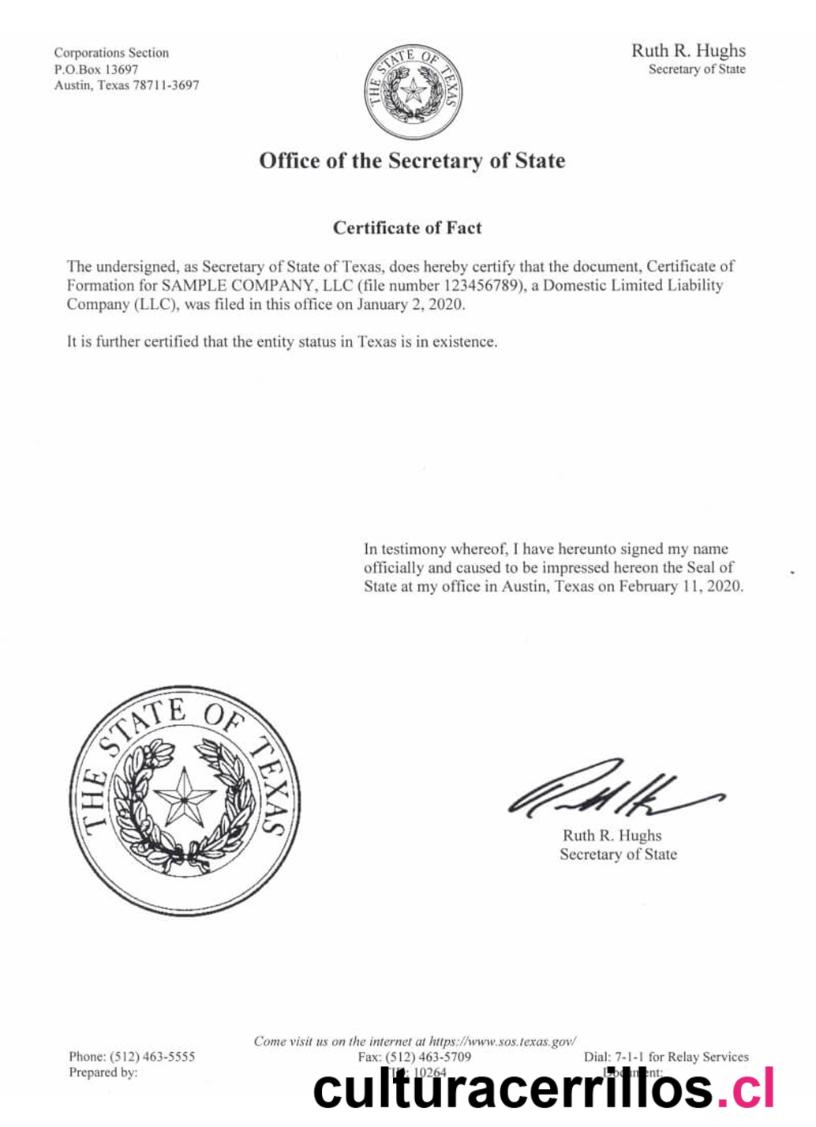 Corporations Section
P.O.Box 13697
Austin, Texas 78711-3697
THE STATE OF TEXAS
Ruth R. Hughs
Secretary of State
Office of the Secretary of State
Certificate of Fact
The undersigned, as Secretary of State of Texas, does hereby certify that the document, Certificate of
Formation for SAMPLE COMPANY, LLC (file number 123456789), a Domestic Limited Liability
Company (LLC), was filed in this office on January 2, 2020.
It is further certified that the entity status in Texas is in existence.
In testimony whereof, I have hereunto signed my name
officially and caused to be impressed hereon the Seal of
State at my office in Austin, Texas on February 11, 2020.
THE STATE OF TEXAS
Ruth R. Hughs
Secretary of State
Come visit us on the internet at https://www.sos.texas.gov/
Phone: (512) 463-5555 Fax: (512) 463-5709 Dial: 7-1-1 for Relay Services
Prepared by: 10264
culturacerrillos.cl